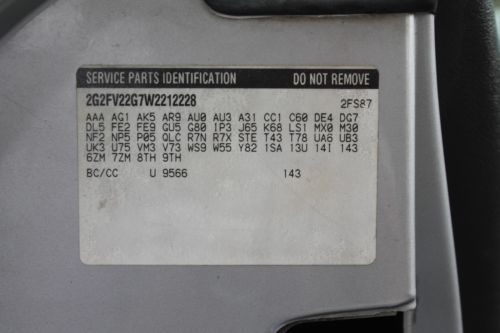 SERVICE PARTS IDENTIFICATION DO NOT REMOVE
2G2FV22G7W2212228 2FS87
AAA AG1 AK5 AR9 AU0 AU3 A31 CC1 C60 DE4 DG7
DL5 FE2 FE9 GU5 G80 IP3 J65 K68 LS1 MX0 M30
NF2 NP5 P05 QLC R7N R7X STE T43 T78 UA6 UB3
UK3 U75 VM3 V73 WS9 W55 Y82 1SA 13U 14I 143
6ZM 7ZM 8TH 9TH
BC/CC U 9566 143